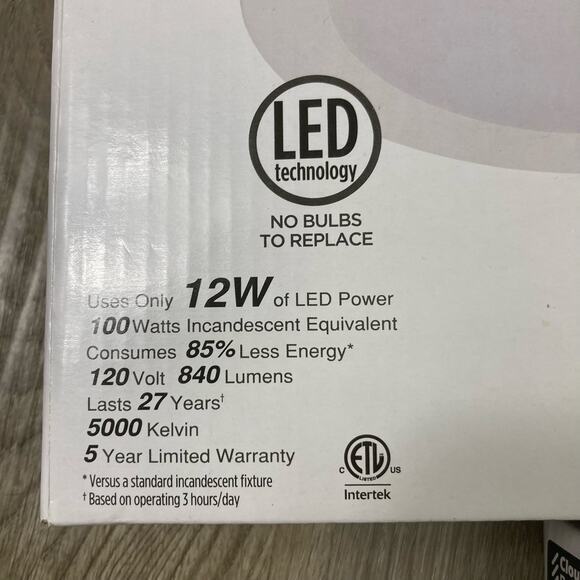 LED
technology
NO BULBS
TO REPLACE
Uses Only 12W of LED Power
100 Watts Incandescent Equivalent
Consumes 85% Less Energy*
120 Volt 840 Lumens
Lasts 27 Years†
5000 Kelvin
5 Year Limited Warranty
* Versus a standard incandescent fixture
† Based on operating 3 hours/day
C ETL US
LISTED
Intertek